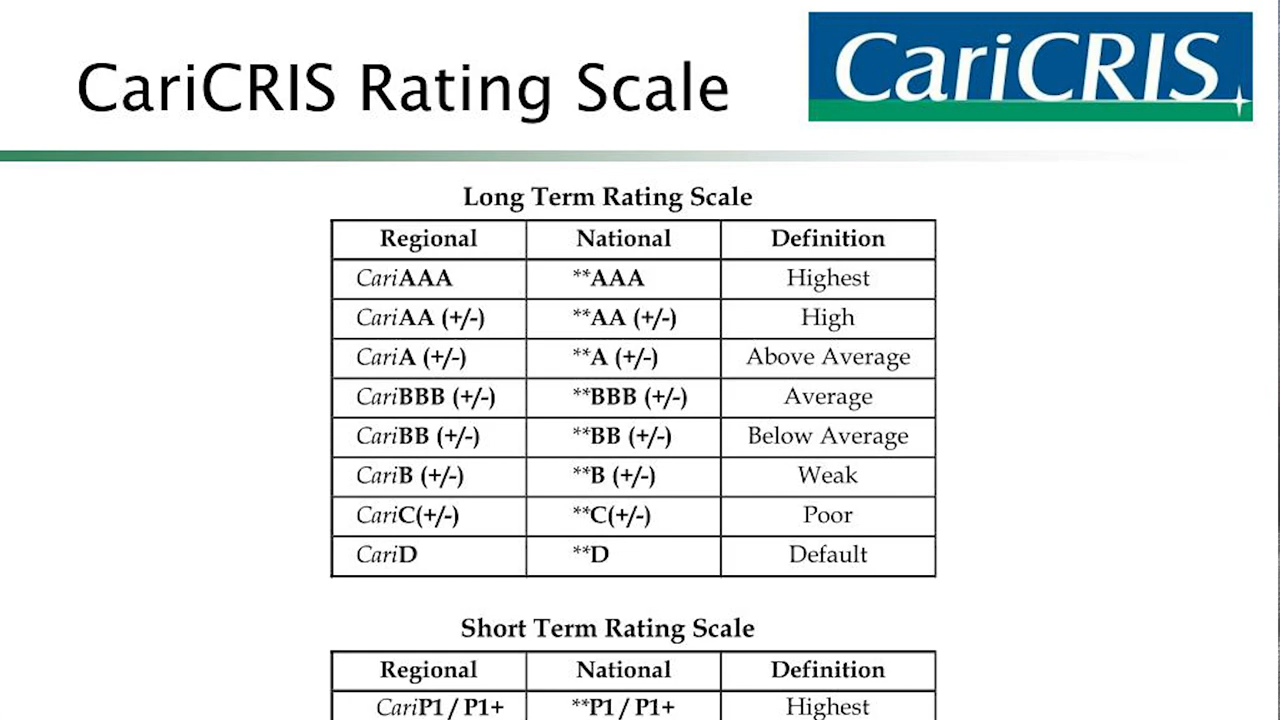 CariCRIS Rating Scale
CariCRIS
Long Term Rating Scale
Regional National Definition
CariAAA **AAA Highest
CariAA (+/-) **AA (+/-) High
CariA (+/-) **A (+/-) Above Average
CariBBB (+/-) **BBB (+/-) Average
CariBB (+/-) **BB (+/-) Below Average
CariB (+/-) **B (+/-) Weak
CariC(+/-) **C(+/-) Poor
CariD **D Default
Short Term Rating Scale
Regional National Definition
CariP1 / P1+ **P1 / P1+ Highest